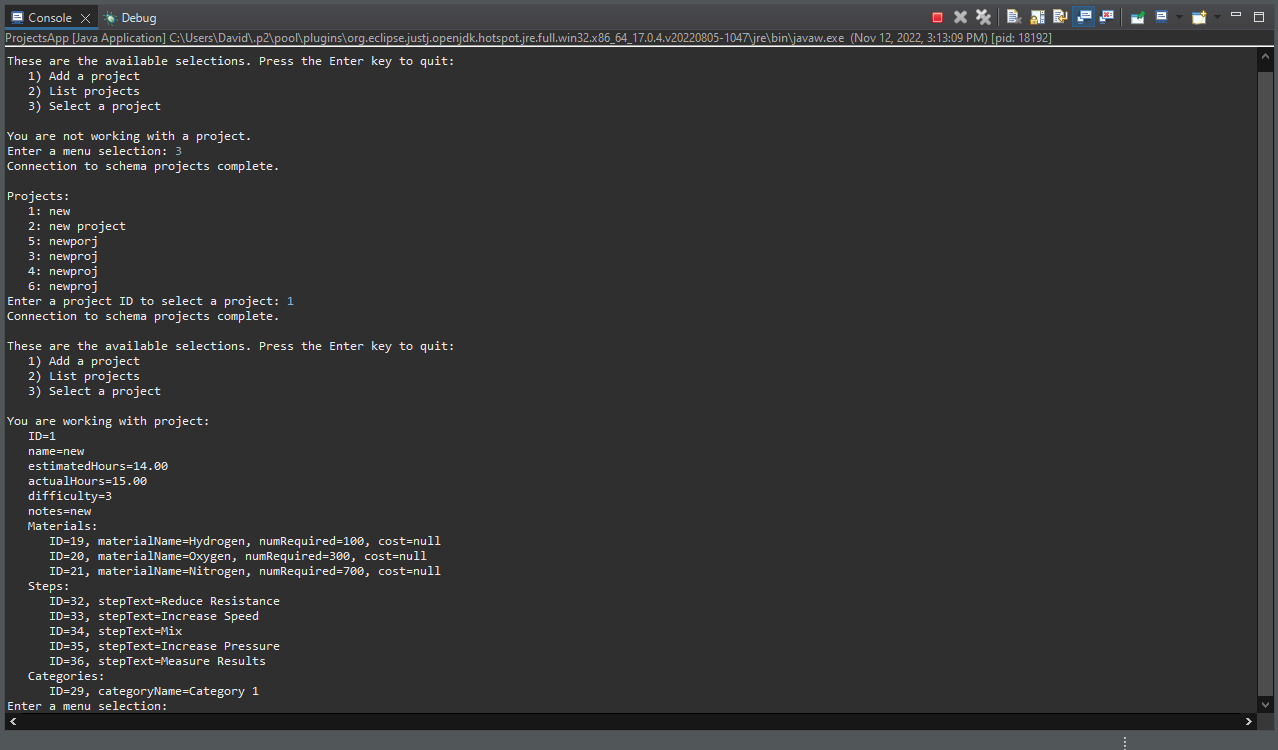 Console Debug
ProjectsApp [Java Application] C:\Users\David\.p2\pool\plugins\org.eclipse.justj.openjdk.hotspot.jre.full.win32.x86_64_17.0.4.v20220805-1047\jre\bin\javaw.exe (Nov 12, 2022, 3:13:09 PM) [pid: 18192]
These are the available selections. Press the Enter key to quit:
   1) Add a project
   2) List projects
   3) Select a project

You are not working with a project.
Enter a menu selection: 3
Connection to schema projects complete.

Projects:
   1: new
   2: new project
   5: newporj
   3: newproj
   4: newproj
   6: newproj
Enter a project ID to select a project: 1
Connection to schema projects complete.

These are the available selections. Press the Enter key to quit:
   1) Add a project
   2) List projects
   3) Select a project

You are working with project:
   ID=1
   name=new
   estimatedHours=14.00
   actualHours=15.00
   difficulty=3
   notes=new
   Materials:
      ID=19, materialName=Hydrogen, numRequired=100, cost=null
      ID=20, materialName=Oxygen, numRequired=300, cost=null
      ID=21, materialName=Nitrogen, numRequired=700, cost=null
   Steps:
      ID=32, stepText=Reduce Resistance
      ID=33, stepText=Increase Speed
      ID=34, stepText=Mix
      ID=35, stepText=Increase Pressure
      ID=36, stepText=Measure Results
   Categories:
      ID=29, categoryName=Category 1
Enter a menu selection: